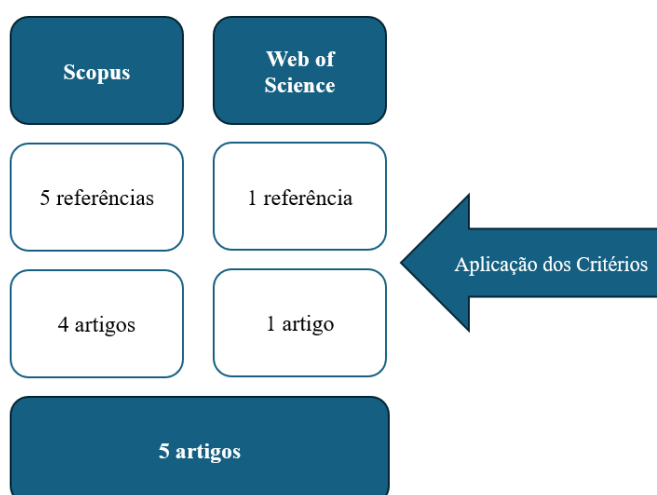 Scopus
Web of
Science
5 referências
1 referência
Aplicação dos Critérios
4 artigos
1 artigo
5 artigos